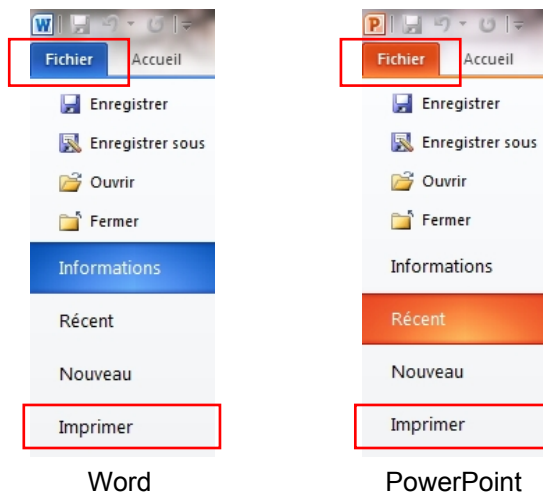 W
Fichier Accueil
Enregistrer
Enregistrer sous
Ouvrir
Fermer
Informations
Récent
Nouveau
Imprimer
Word
P
Fichier Accueil
Enregistrer
Enregistrer sous
Ouvrir
Fermer
Informations
Récent
Nouveau
Imprimer
PowerPoint